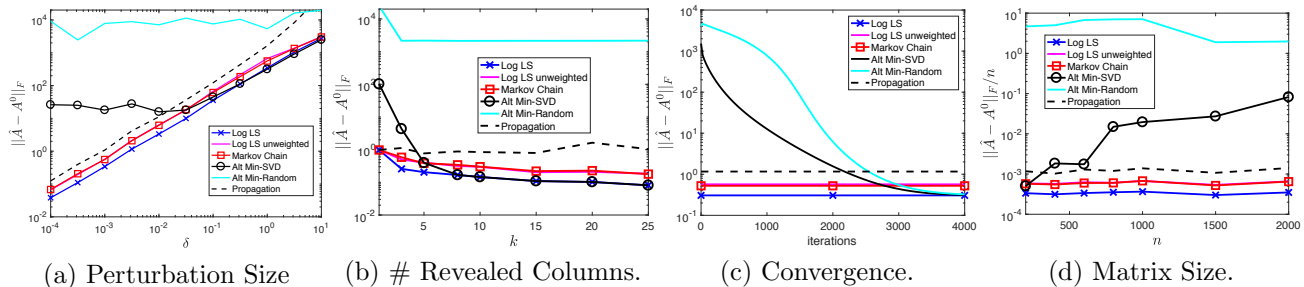 10^4
10^2
10^0
10^-2
||Â − A^0||_F
Log LS
Log LS unweighted
Markov Chain
Alt Min-SVD
Alt Min-Random
Propagation
10^-4 10^-3 10^-2 10^-1 10^0 10^1
δ
(a) Perturbation Size
10^4
10^2
10^0
10^-2
||Â − A^0||_F
Log LS
Log LS unweighted
Markov Chain
Alt Min-SVD
Alt Min-Random
Propagation
5 10 15 20 25
k
(b) # Revealed Columns.
10^4
10^3
10^2
10^1
10^0
10^-1
||Â − A^0||_F
Log LS
Log LS unweighted
Markov Chain
Alt Min-SVD
Alt Min-Random
Propagation
0 1000 2000 3000 4000
iterations
(c) Convergence.
10^1
10^0
10^-1
10^-2
10^-3
10^-4
||Â − A^0||_F/n
Log LS
Log LS unweighted
Markov Chain
Alt Min-SVD
Alt Min-Random
Propagation
500 1000 1500 2000
n
(d) Matrix Size.